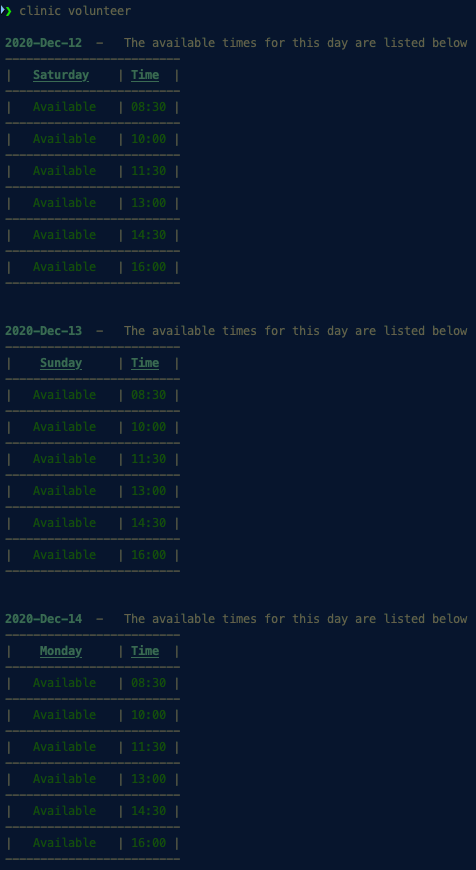 ❯ clinic volunteer
2020-Dec-12 - The available times for this day are listed below
| Saturday | Time |
| Available | 08:30 |
| Available | 10:00 |
| Available | 11:30 |
| Available | 13:00 |
| Available | 14:30 |
| Available | 16:00 |
2020-Dec-13 - The available times for this day are listed below
| Sunday | Time |
| Available | 08:30 |
| Available | 10:00 |
| Available | 11:30 |
| Available | 13:00 |
| Available | 14:30 |
| Available | 16:00 |
2020-Dec-14 - The available times for this day are listed below
| Monday | Time |
| Available | 08:30 |
| Available | 10:00 |
| Available | 11:30 |
| Available | 13:00 |
| Available | 14:30 |
| Available | 16:00 |